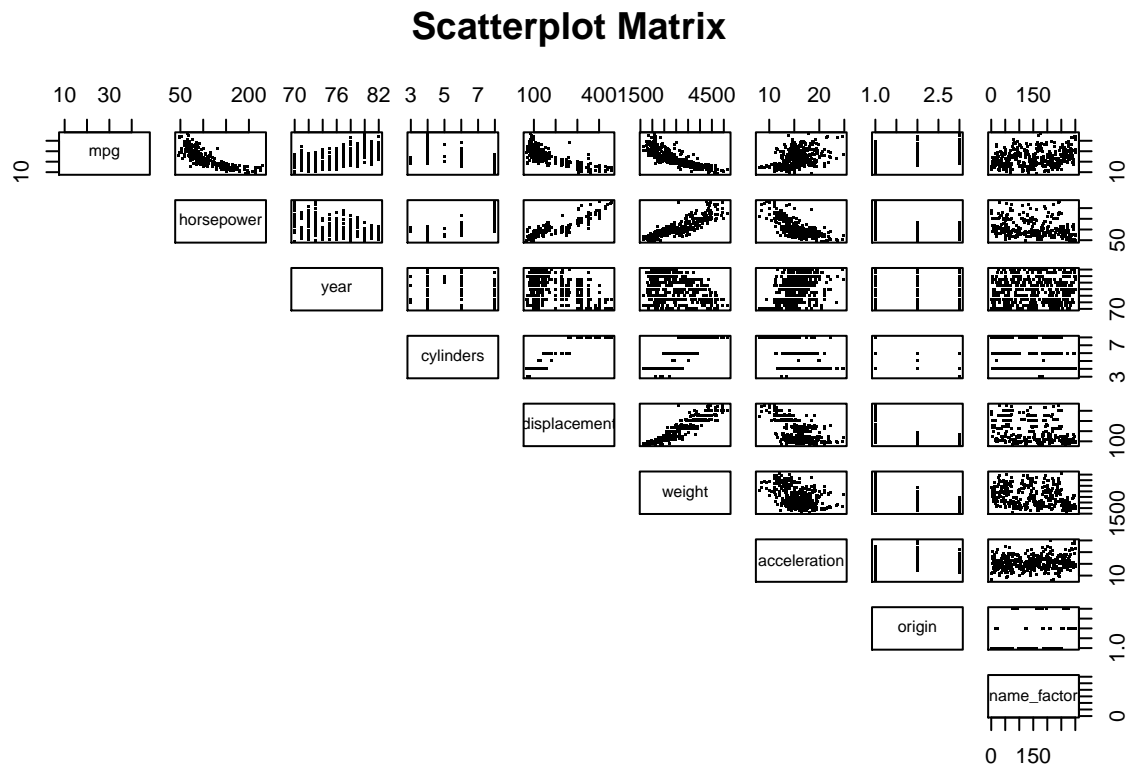 Scatterplot Matrix
10 30 50 200 70 76 82 3 5 7 100 400 1500 4500 10 20 1.0 2.5 0 150
10 mpg 10
horsepower 50
year 70
cylinders 3 7
displacement 100
weight 1500
acceleration 10
origin 1.0
name_factor 0
0 150